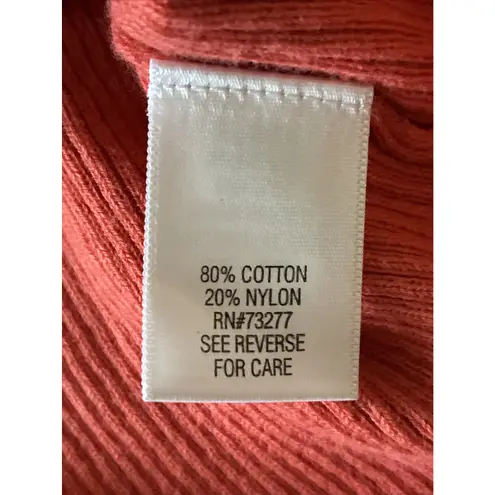 80% COTTON
20% NYLON
RN#73277
SEE REVERSE
FOR CARE